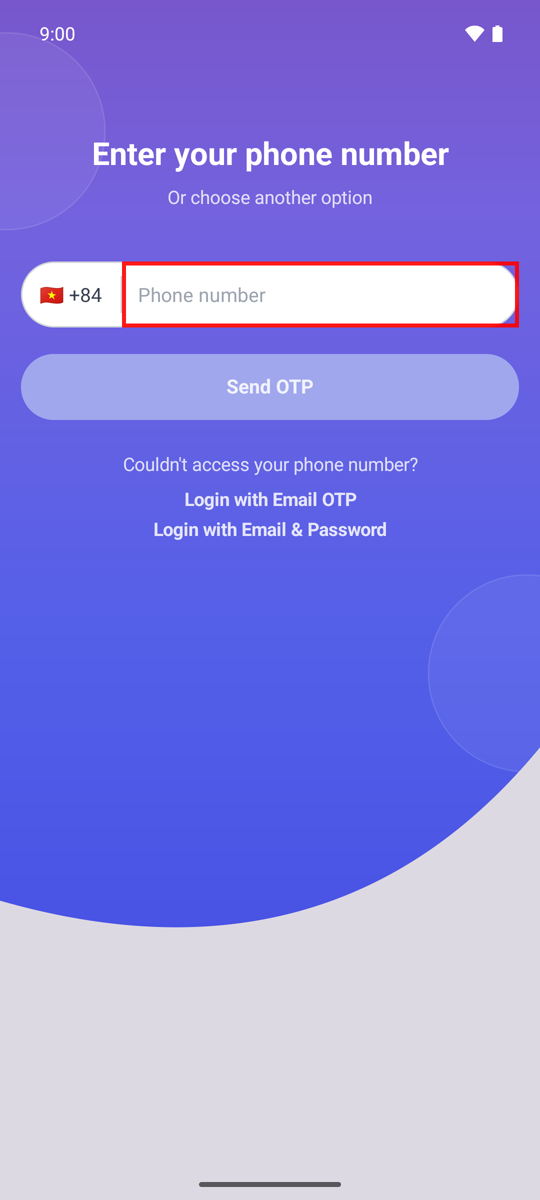 9:00
Enter your phone number
Or choose another option
+84 Phone number
Send OTP
Couldn't access your phone number?
Login with Email OTP
Login with Email & Password